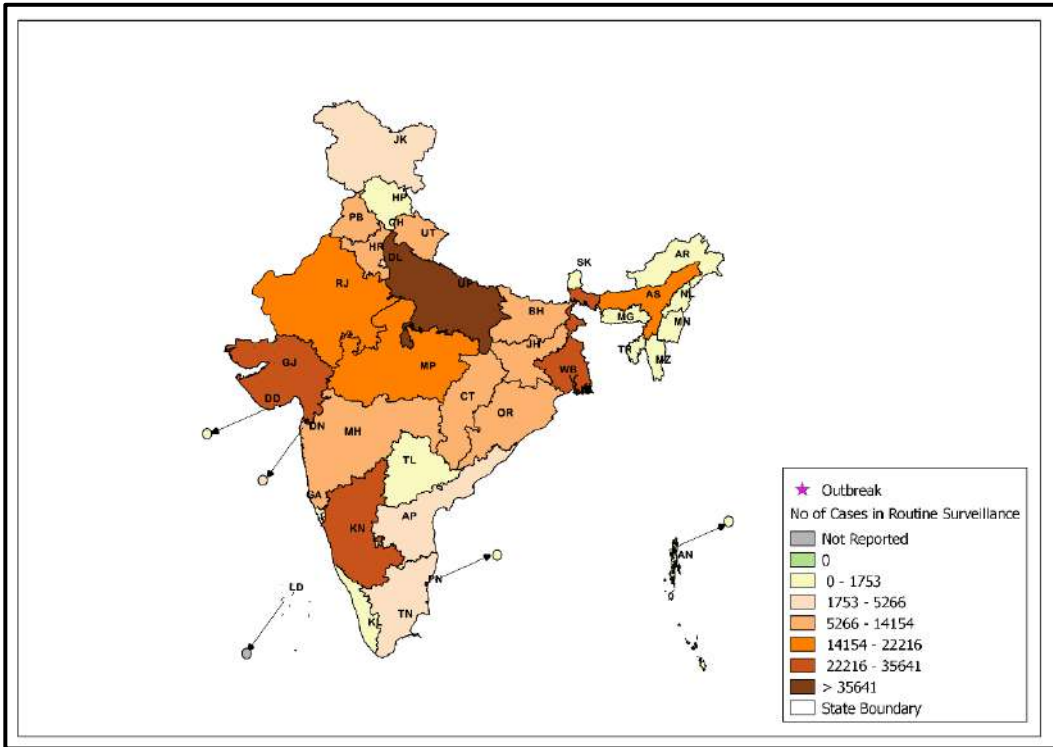 JK
HP
CH
PB
UT
HR
DL
SK
AR
RJ
UP
AS
NL
BH
MG
MN
JH
TR
MZ
GJ
MP
WB
CT
DD
OR
DN
MH
TL
GA
AP
KN
AN
PN
LD
TN
KL
Outbreak
No of Cases in Routine Surveillance
Not Reported
0
0 - 1753
1753 - 5266
5266 - 14154
14154 - 22216
22216 - 35641
> 35641
State Boundary